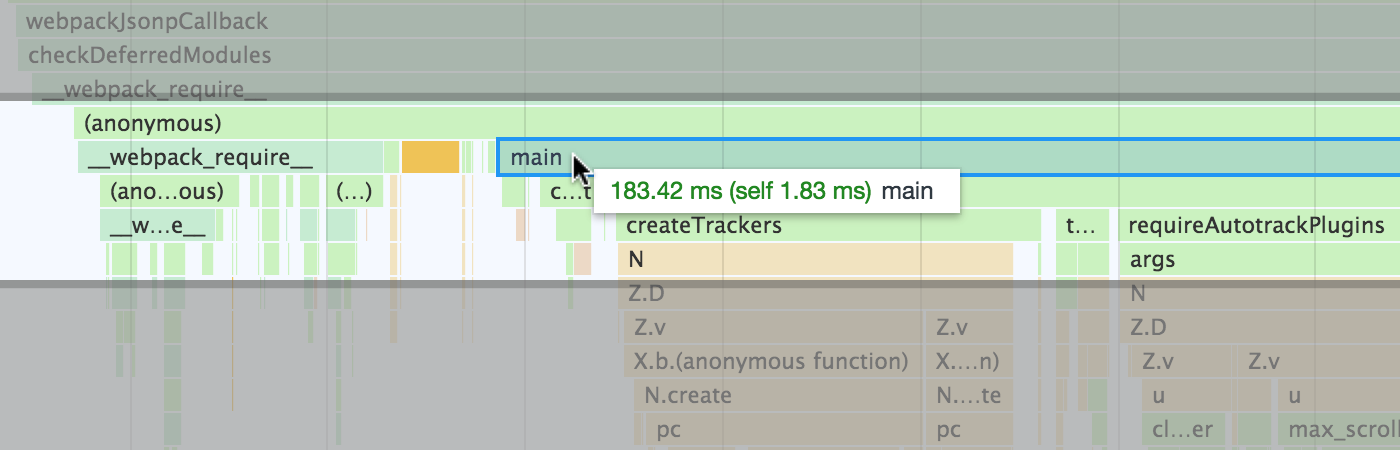 webpackJsonpCallback
checkDeferredModules
__webpack_require__
(anonymous)
__webpack_require__ main
(ano…ous) (…) c…t 183.42 ms (self 1.83 ms) main
__w…e__ createTrackers t… requireAutotrackPlugins
N args
Z.D N
Z.v Z.v Z.D
X.b.(anonymous function) X.…n) Z.v Z.v
N.create N.…te u u
pc pc cl…er max_scroll